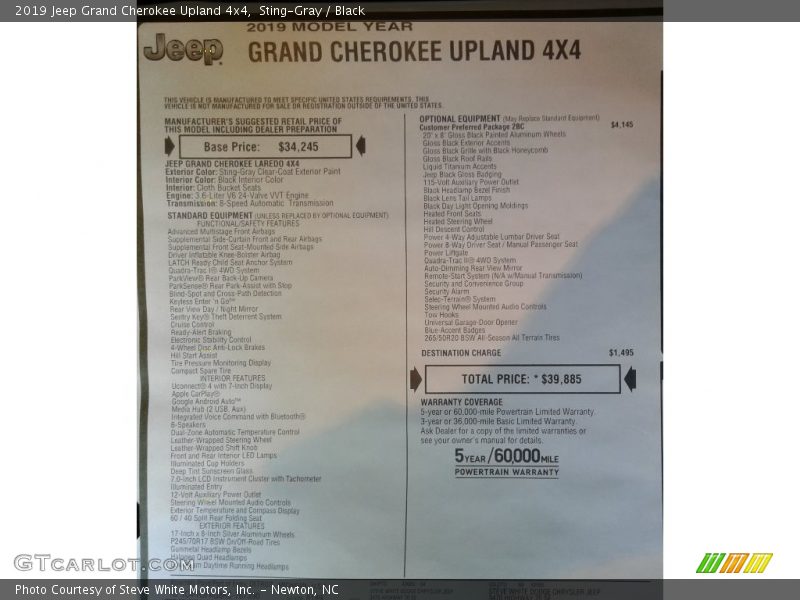 2019 Jeep Grand Cherokee Upland 4x4, Sting-Gray / Black
2019 MODEL YEAR
Jeep
GRAND CHEROKEE UPLAND 4X4
THIS VEHICLE IS MANUFACTURED TO MEET SPECIFIC UNITED STATES REQUIREMENTS. THIS
VEHICLE IS NOT MANUFACTURED FOR SALE OR REGISTRATION OUTSIDE OF THE UNITED STATES.
MANUFACTURER'S SUGGESTED RETAIL PRICE OF
THIS MODEL INCLUDING DEALER PREPARATION
Base Price: $34,245
JEEP GRAND CHEROKEE LAREDO 4X4
Exterior Color: Sting-Gray Clear-Coat Exterior Paint
Interior Color: Black Interior Color
Interior: Cloth Bucket Seats
Engine: 3.6-Liter V6 24-Valve VVT Engine
Transmission: 8-Speed Automatic Transmission
STANDARD EQUIPMENT (UNLESS REPLACED BY OPTIONAL EQUIPMENT)
FUNCTIONAL/SAFETY FEATURES
Advanced Multistage Front Airbags
Supplemental Side-Curtain Front and Rear Airbags
Supplemental Front Seat-Mounted Side Airbags
Driver Inflatable Knee-Bolster Airbag
LATCH Ready Child Seat Anchor System
Quadra-Trac I® 4WD System
ParkView® Rear Back-Up Camera
ParkSense® Rear Park-Assist with Stop
Blind-Spot and Cross-Path Detection
Keyless Enter 'n Go™
Rear View Day / Night Mirror
Sentry Key® Theft Deterrent System
Cruise Control
Ready-Alert Braking
Electronic Stability Control
4-Wheel Disc Anti-Lock Brakes
Hill Start Assist
Tire Pressure Monitoring Display
Compact Spare Tire
INTERIOR FEATURES
Uconnect® 4 with 7-Inch Display
Apple CarPlay®
Google Android Auto™
Media Hub (2 USB, Aux)
Integrated Voice Command with Bluetooth®
6-Speakers
Dual-Zone Automatic Temperature Control
Leather-Wrapped Steering Wheel
Leather-Wrapped Shift Knob
Front and Rear Interior LED Lamps
Illuminated Cup Holders
Deep Tint Sunscreen Glass
7.0-Inch LCD Instrument Cluster with Tachometer
Illuminated Entry
12-Volt Auxiliary Power Outlet
Steering Wheel Mounted Audio Controls
Exterior Temperature and Compass Display
60 / 40 Split Rear Folding Seat
EXTERIOR FEATURES
17-Inch x 8-Inch Silver Aluminum Wheels
P245/70R17 BSW On/Off-Road Tires
Gunmetal Headlamp Bezels
Halogen Quad Headlamps
Daytime Running Headlamps
OPTIONAL EQUIPMENT (May Replace Standard Equipment)
Customer Preferred Package 2BC $4,145
20" x 8" Gloss Black Painted Aluminum Wheels
Gloss Black Exterior Accents
Gloss Black Grille with Black Honeycomb
Gloss Black Roof Rails
Liquid Titanium Accents
Jeep Black Gloss Badging
115-Volt Auxiliary Power Outlet
Black Headlamp Bezel Finish
Black Lens Tail Lamps
Black Day Light Opening Moldings
Heated Front Seats
Heated Steering Wheel
Hill Descent Control
Power 4-Way Adjustable Lumbar Driver Seat
Power 8-Way Driver Seat / Manual Passenger Seat
Power Liftgate
Quadra-Trac II® 4WD System
Auto-Dimming Rear View Mirror
Remote-Start System (N/A w/Manual Transmission)
Security and Convenience Group
Security Alarm
Selec-Terrain® System
Steering Wheel Mounted Audio Controls
Tow Hooks
Universal Garage-Door Opener
Blue-Accent Badges
265/50R20 BSW All-Season All Terrain Tires
DESTINATION CHARGE $1,495
TOTAL PRICE: * $39,885
WARRANTY COVERAGE
5-year or 60,000-mile Powertrain Limited Warranty.
3-year or 36,000-mile Basic Limited Warranty.
Ask Dealer for a copy of the limited warranties or
see your owner's manual for details.
5YEAR/60,000MILE
POWERTRAIN WARRANTY
GTcarlot.com
Photo Courtesy of Steve White Motors, Inc. - Newton, NC